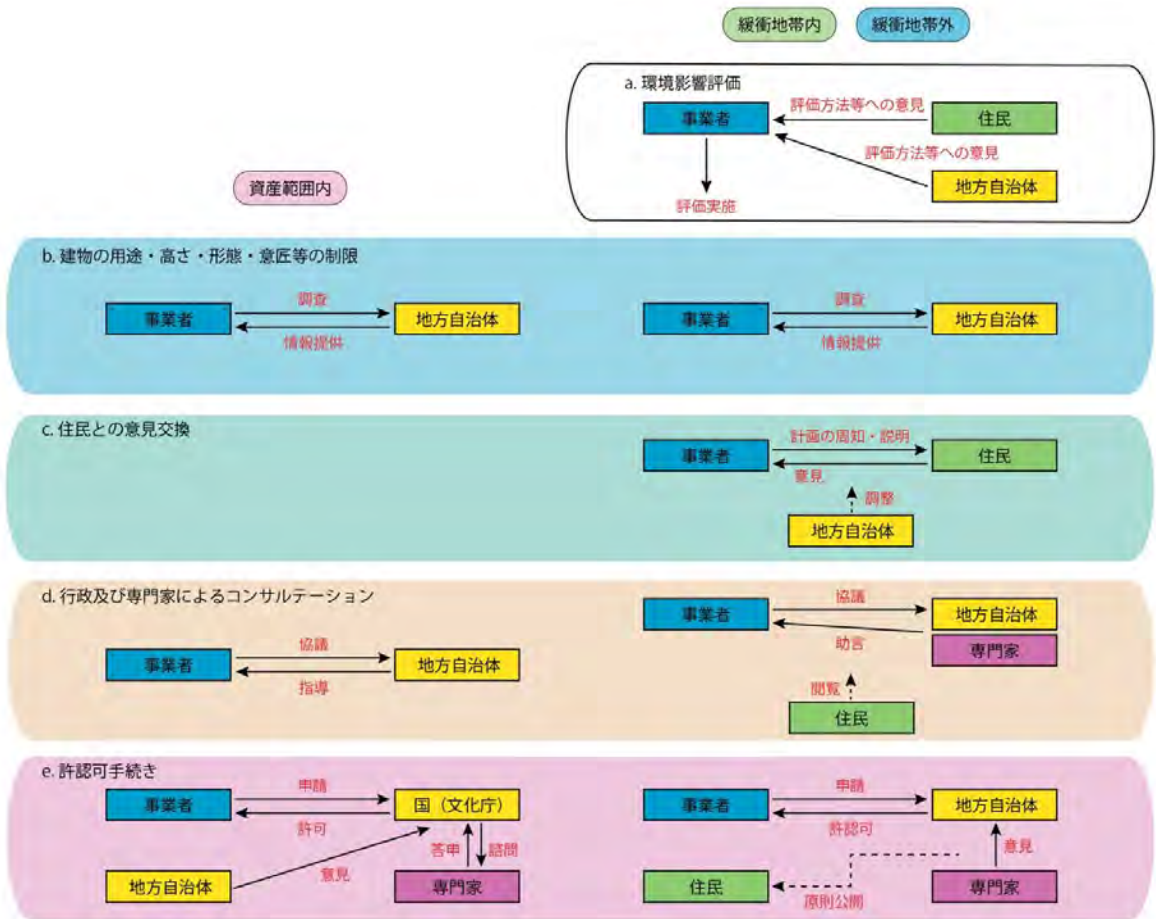 緩衝地帯内
緩衝地帯外
a. 環境影響評価
事業者
評価方法等への意見
住民
評価方法等への意見
地方自治体
評価実施
資産範囲内
b. 建物の用途・高さ・形態・意匠等の制限
事業者
調査
情報提供
地方自治体
事業者
調査
情報提供
地方自治体
c. 住民との意見交換
事業者
計画の周知・説明
意見
住民
調整
地方自治体
d. 行政及び専門家によるコンサルテーション
事業者
協議
指導
地方自治体
事業者
協議
助言
地方自治体
専門家
閲覧
住民
e. 許認可手続き
事業者
申請
許可
国（文化庁）
答申
諮問
意見
地方自治体
専門家
事業者
申請
許認可
地方自治体
意見
住民
原則公開
専門家